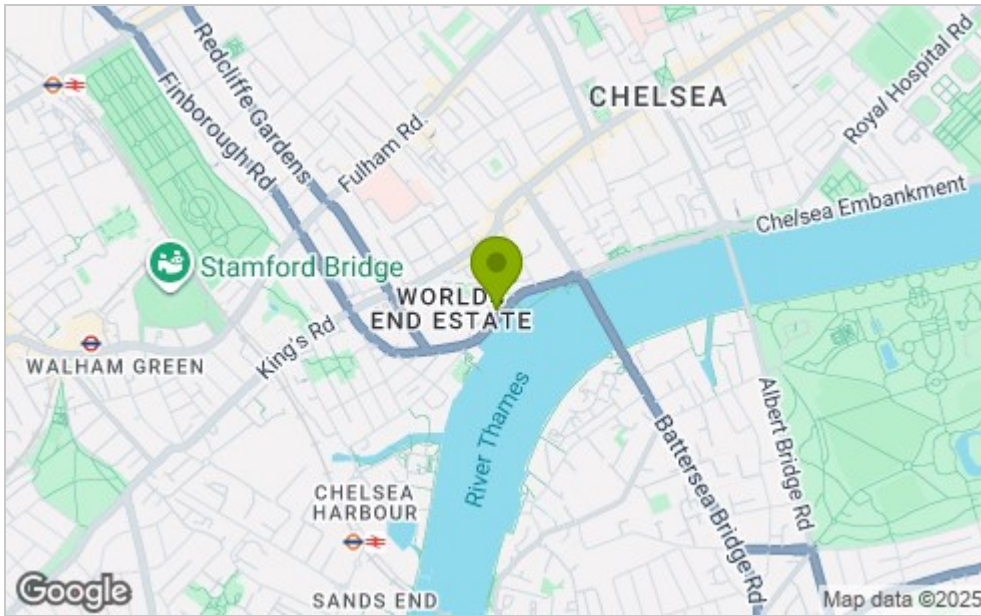 Redcliffe Gardens
Finborough Rd
Fulham Rd.
CHELSEA
Royal Hospital Rd
Chelsea Embankment
Stamford Bridge
WORLD'S
END ESTATE
King's Rd
WALHAM GREEN
River Thames
Albert Bridge Rd
Battersea Bridge Rd
CHELSEA
HARBOUR
SANDS END
Google
Map data ©2025